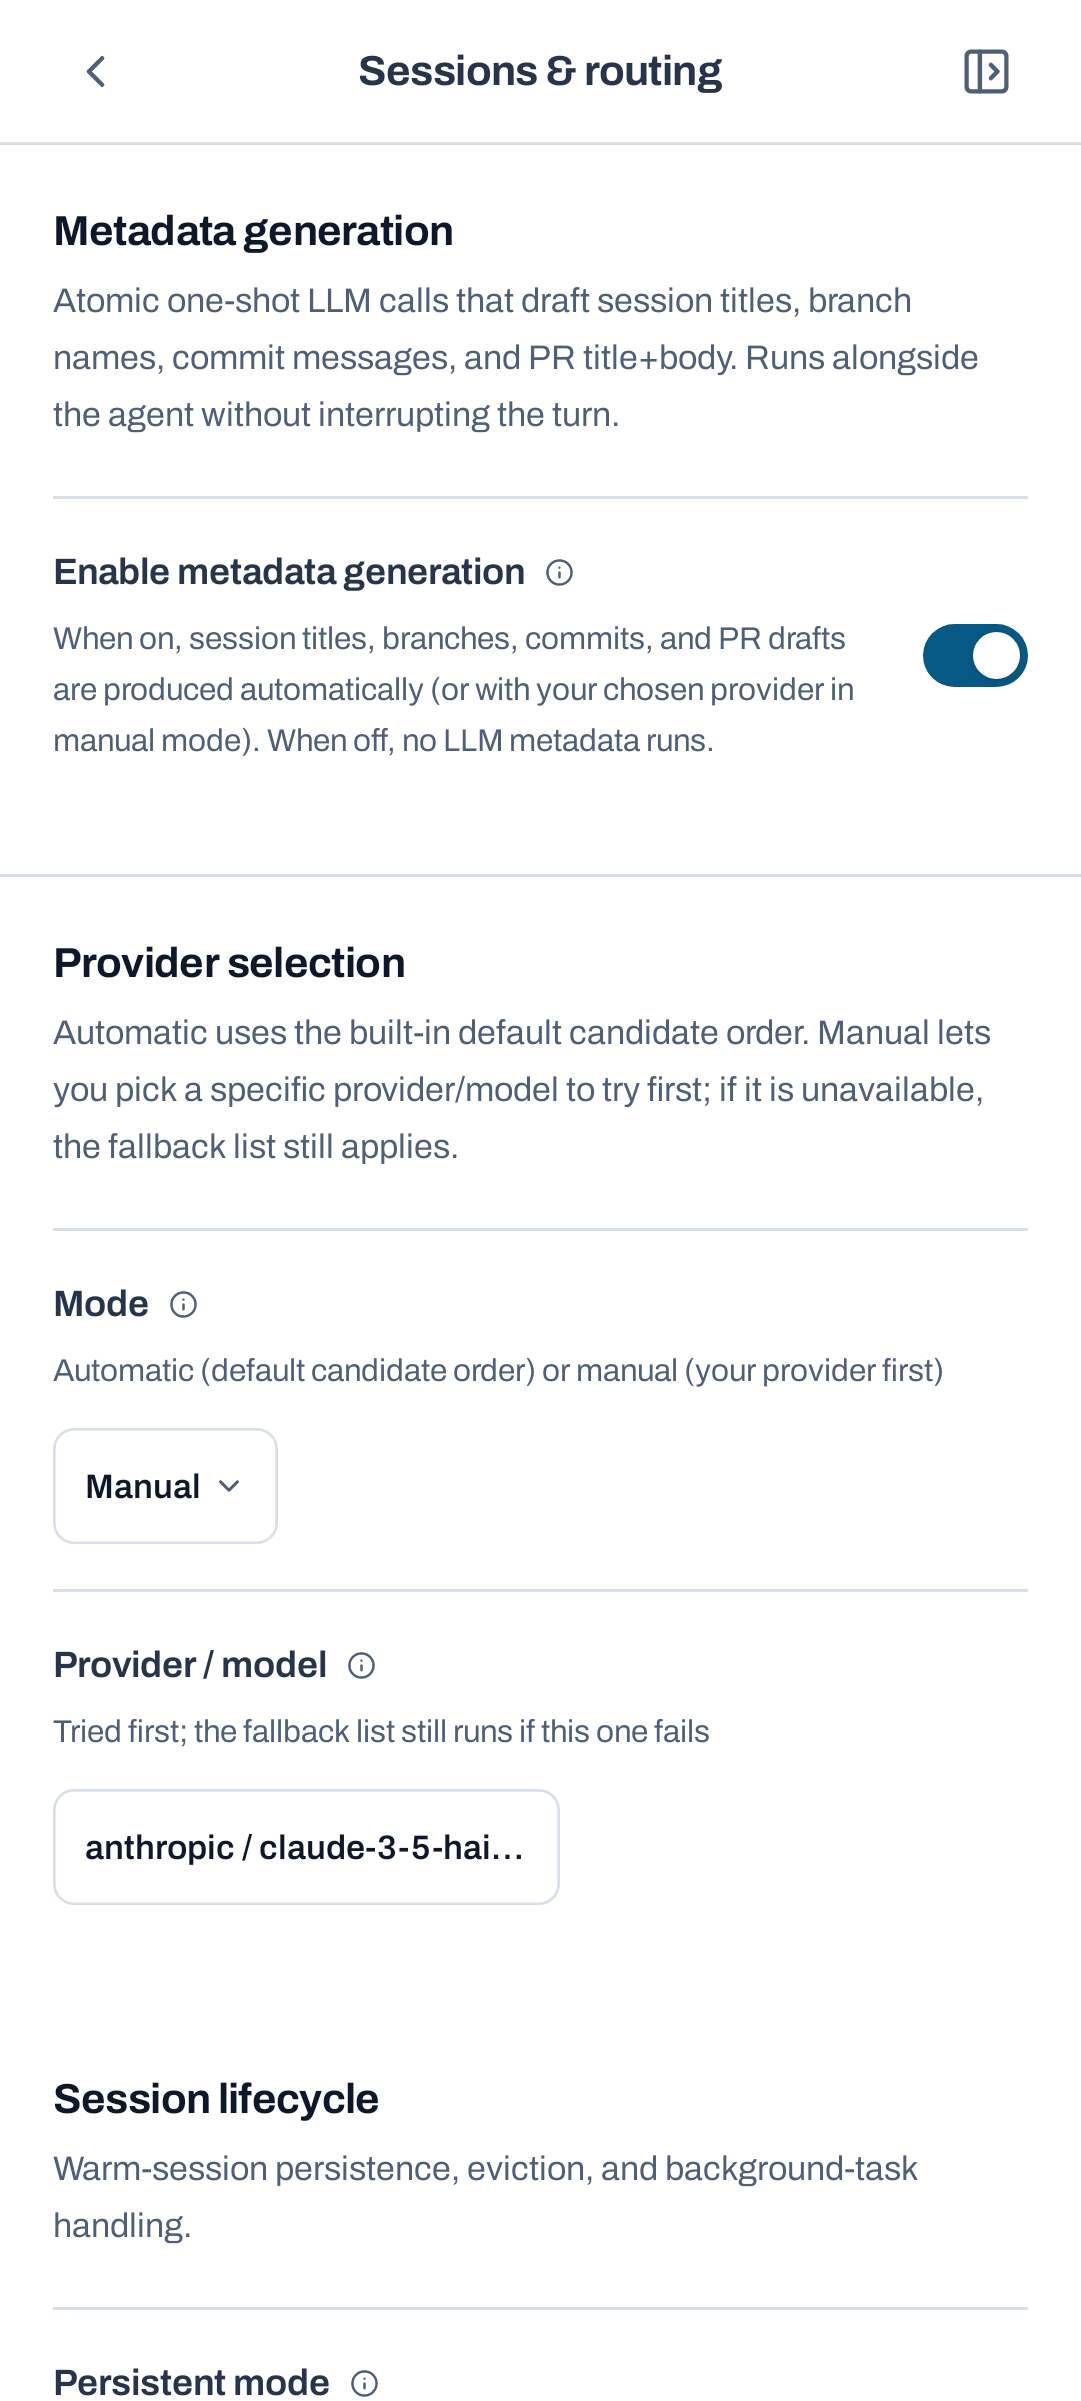 Sessions & routing
Metadata generation
Atomic one-shot LLM calls that draft session titles, branch
names, commit messages, and PR title+body. Runs alongside
the agent without interrupting the turn.
Enable metadata generation
When on, session titles, branches, commits, and PR drafts
are produced automatically (or with your chosen provider in
manual mode). When off, no LLM metadata runs.
Provider selection
Automatic uses the built-in default candidate order. Manual lets
you pick a specific provider/model to try first; if it is unavailable,
the fallback list still applies.
Mode
Automatic (default candidate order) or manual (your provider first)
Manual
Provider / model
Tried first; the fallback list still runs if this one fails
anthropic / claude-3-5-hai...
Session lifecycle
Warm-session persistence, eviction, and background-task
handling.
Persistent mode